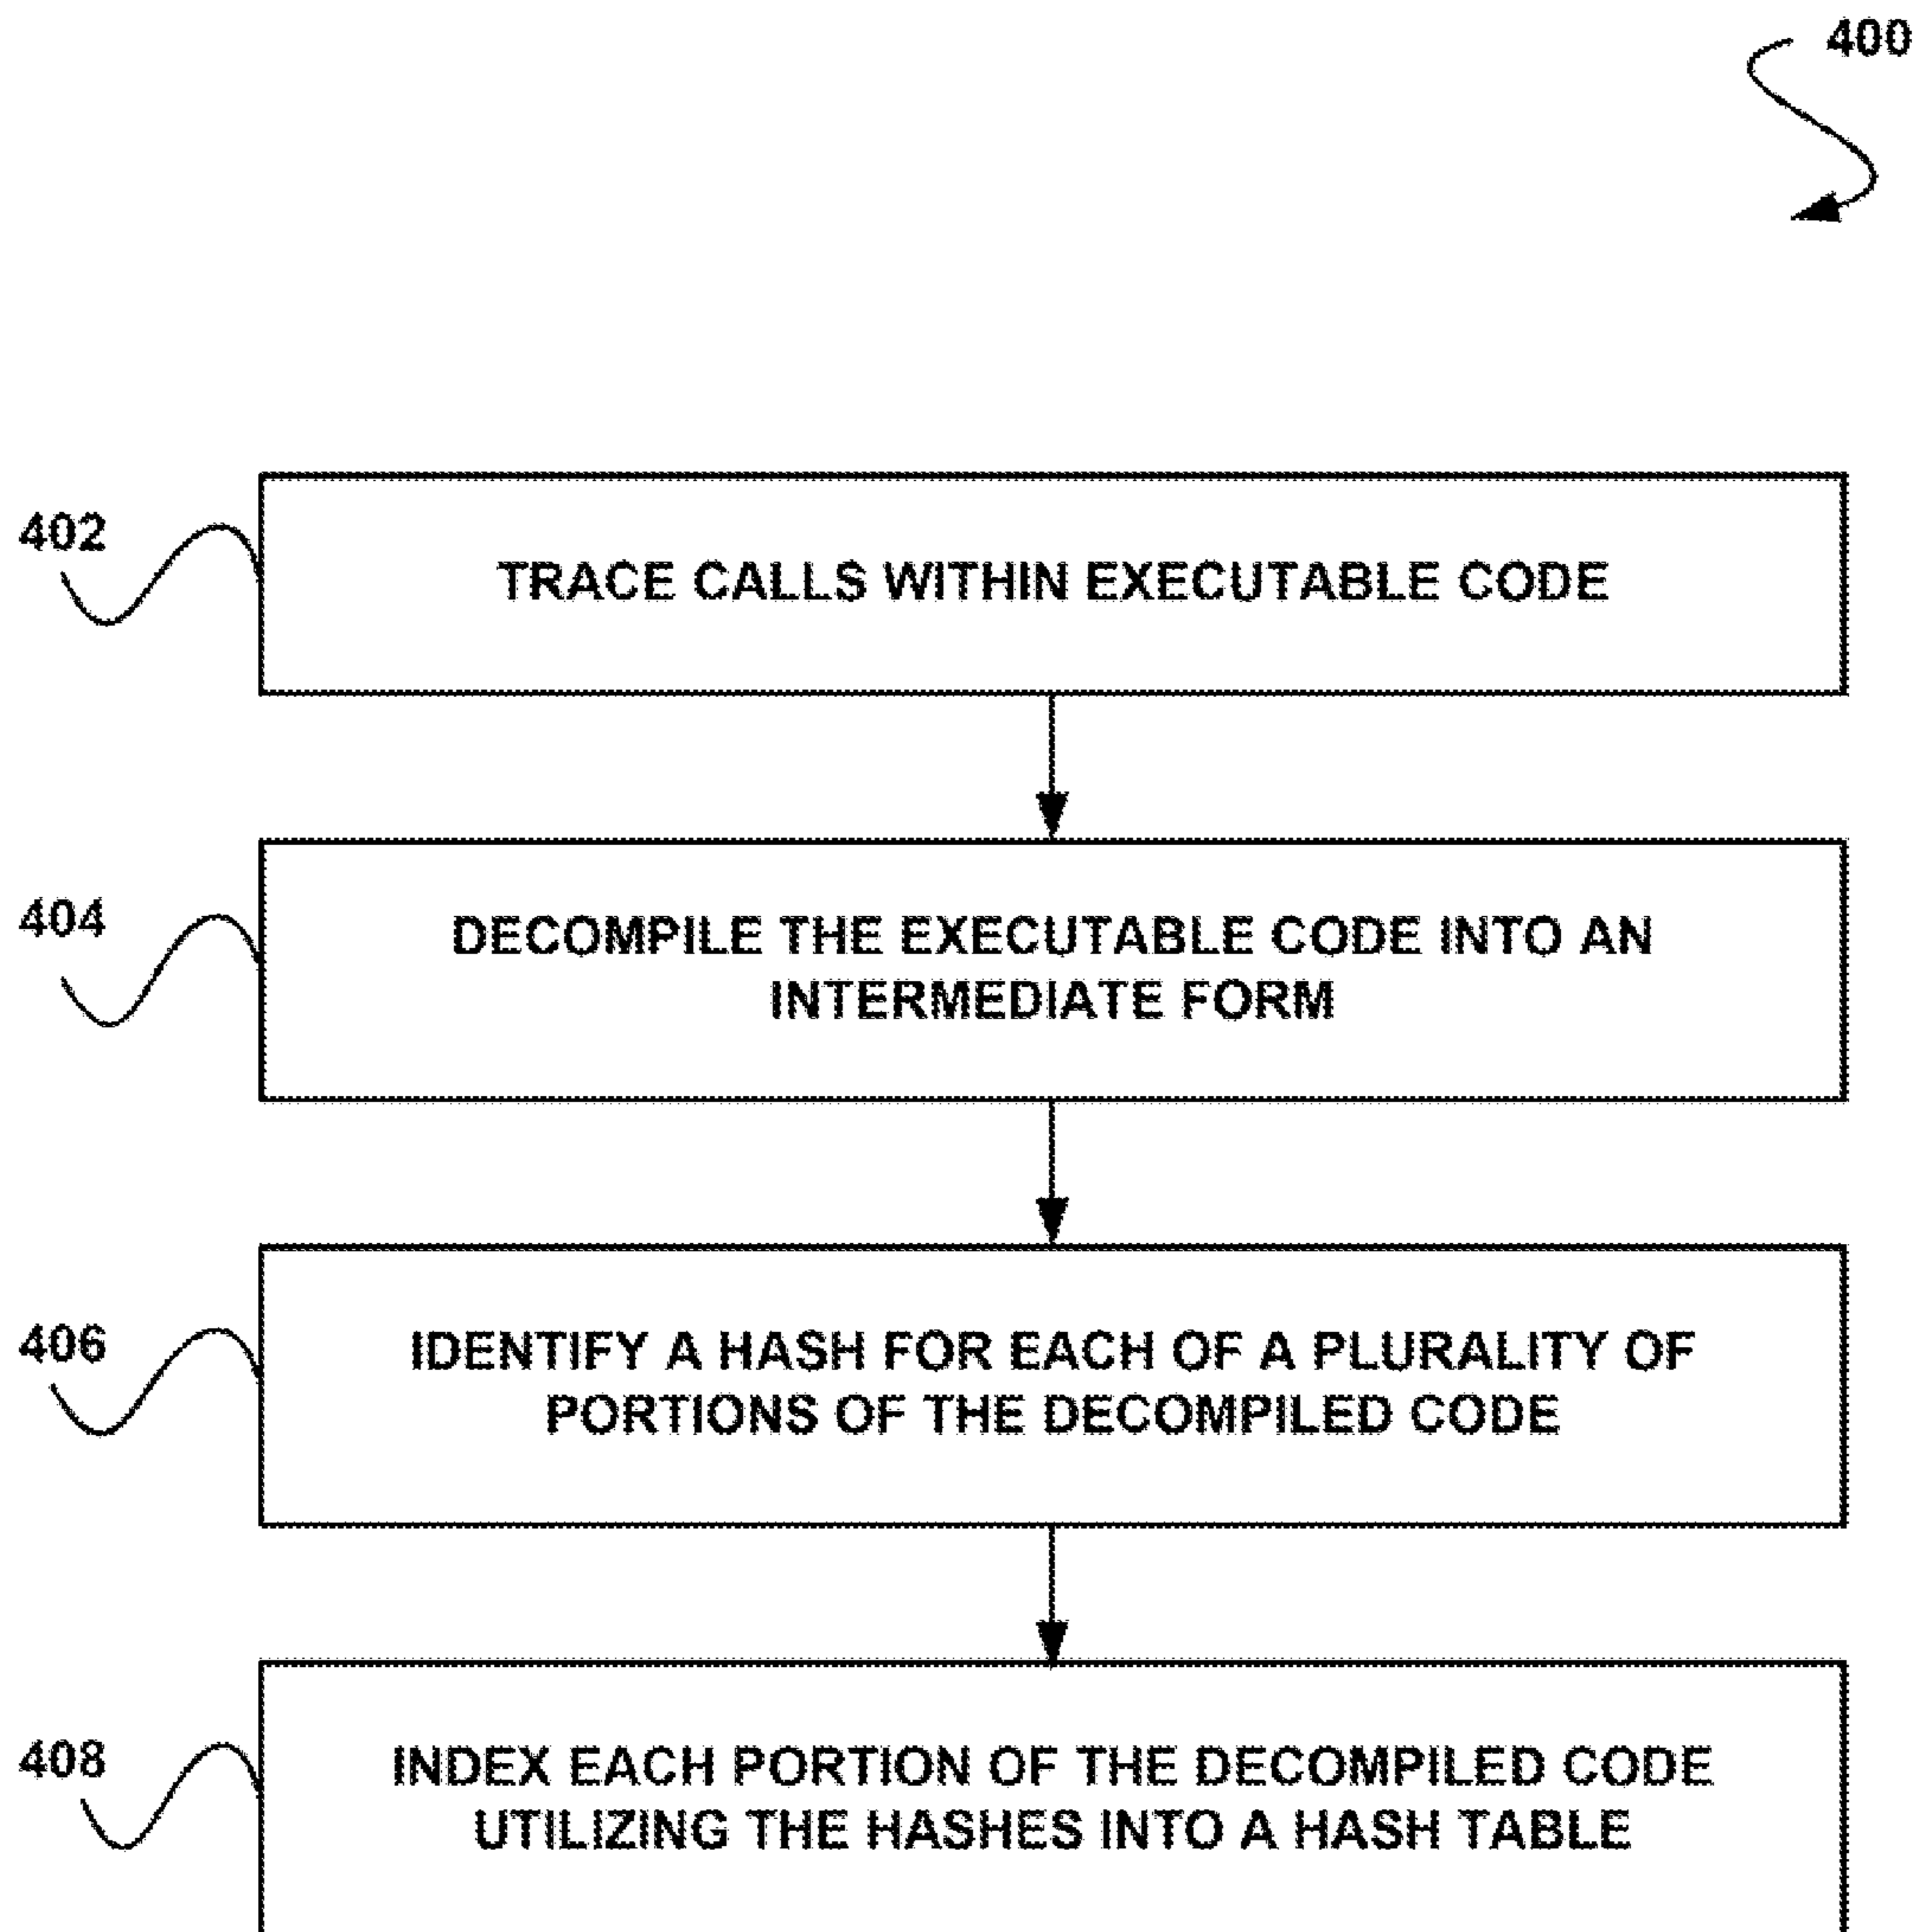 400
402
TRACE CALLS WITHIN EXECUTABLE CODE
404
DECOMPILE THE EXECUTABLE CODE INTO AN
INTERMEDIATE FORM
406
IDENTIFY A HASH FOR EACH OF A PLURALITY OF
PORTIONS OF THE DECOMPILED CODE
408
INDEX EACH PORTION OF THE DECOMPILED CODE
UTILIZING THE HASHES INTO A HASH TABLE